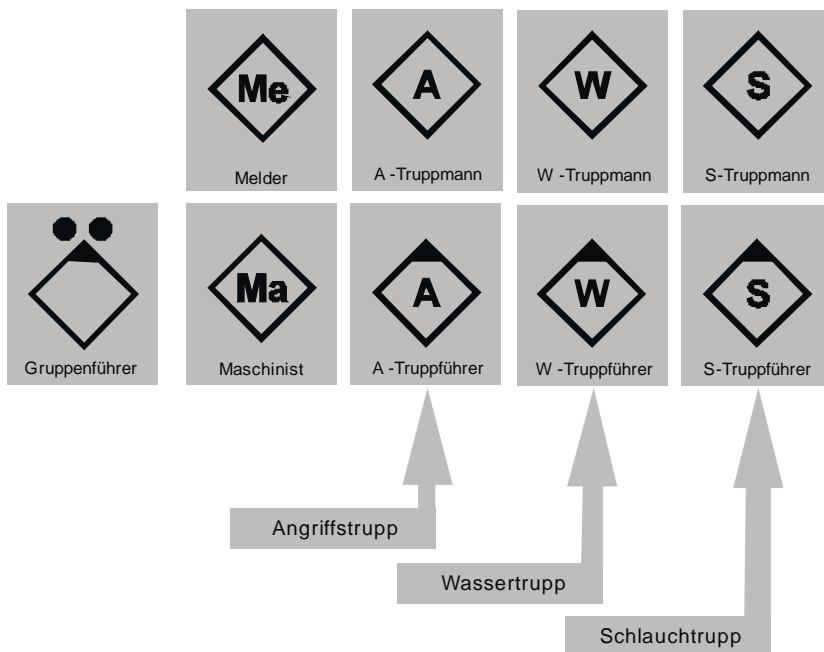 Me
A
W
S
Melder
A -Truppmann
W -Truppmann
S-Truppmann
Ma
A
W
S
Gruppenführer
Maschinist
A -Truppführer
W -Truppführer
S-Truppführer
Angriffstrupp
Wassertrupp
Schlauchtrupp